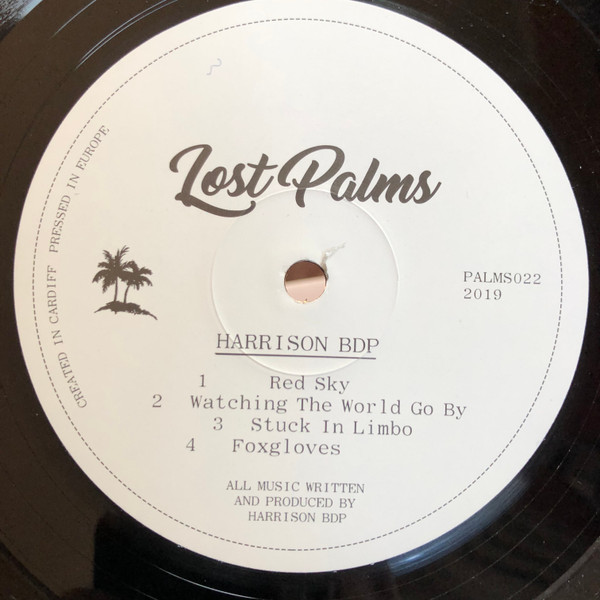 Lost Palms
CREATED IN CARDIFF PRESSED IN EUROPE
PALMS022
2019
HARRISON BDP
1 Red Sky
2 Watching The World Go By
3 Stuck In Limbo
4 Foxgloves
ALL MUSIC WRITTEN
AND PRODUCED BY
HARRISON BDP